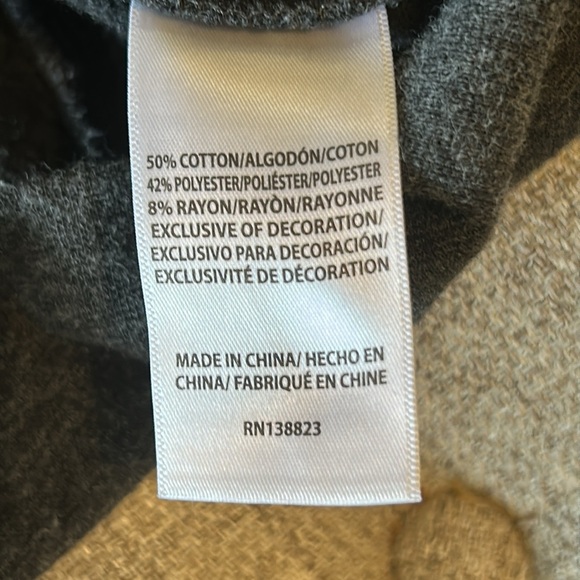 50% COTTON/ALGODÓN/COTON
42% POLYESTER/POLIÉSTER/POLYESTER
8% RAYON/RAYÒN/RAYONNE
EXCLUSIVE OF DECORATION/
EXCLUSIVO PARA DECORACIÓN/
EXCLUSIVITÉ DE DÉCORATION
MADE IN CHINA/ HECHO EN
CHINA/ FABRIQUÉ EN CHINE
RN138823